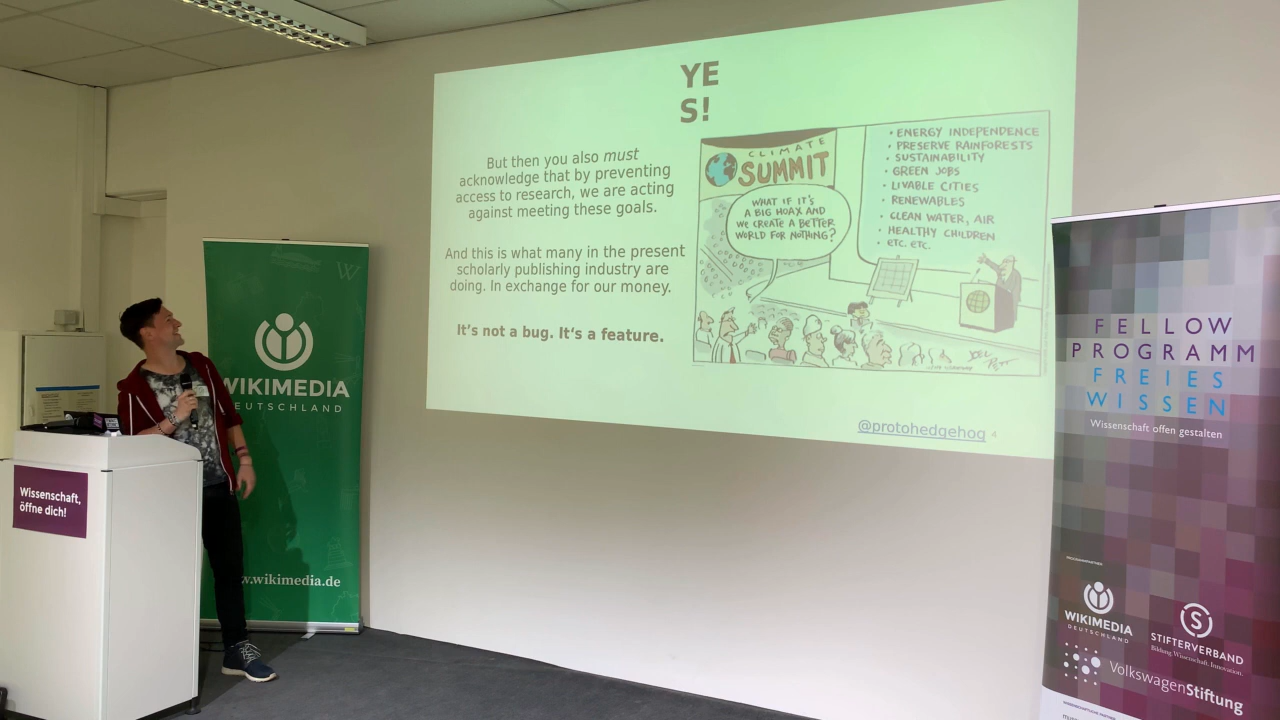 YE
S!
But then you also must
acknowledge that by preventing
access to research, we are acting
against meeting these goals.
And this is what many in the present
scholarly publishing industry are
doing. In exchange for our money.
It's not a bug. It's a feature.
CLIMATE
SUMMIT
WHAT IF IT'S
A BIG HOAX AND
WE CREATE A BETTER
WORLD FOR NOTHING?
• ENERGY INDEPENDENCE
• PRESERVE RAINFORESTS
• SUSTAINABILITY
• GREEN JOBS
• LIVABLE CITIES
• RENEWABLES
• CLEAN WATER, AIR
• HEALTHY CHILDREN
• ETC. ETC.
@protohedgehog 4
WIKIMEDIA
DEUTSCHLAND
www.wikimedia.de
Wissenschaft,
öffne dich!
FELLOW
PROGRAMM
FREIES
WISSEN
Wissenschaft offen gestalten
WIKIMEDIA
DEUTSCHLAND
STIFTERVERBAND
Bildung. Wissenschaft. Innovation.
VolkswagenStiftung